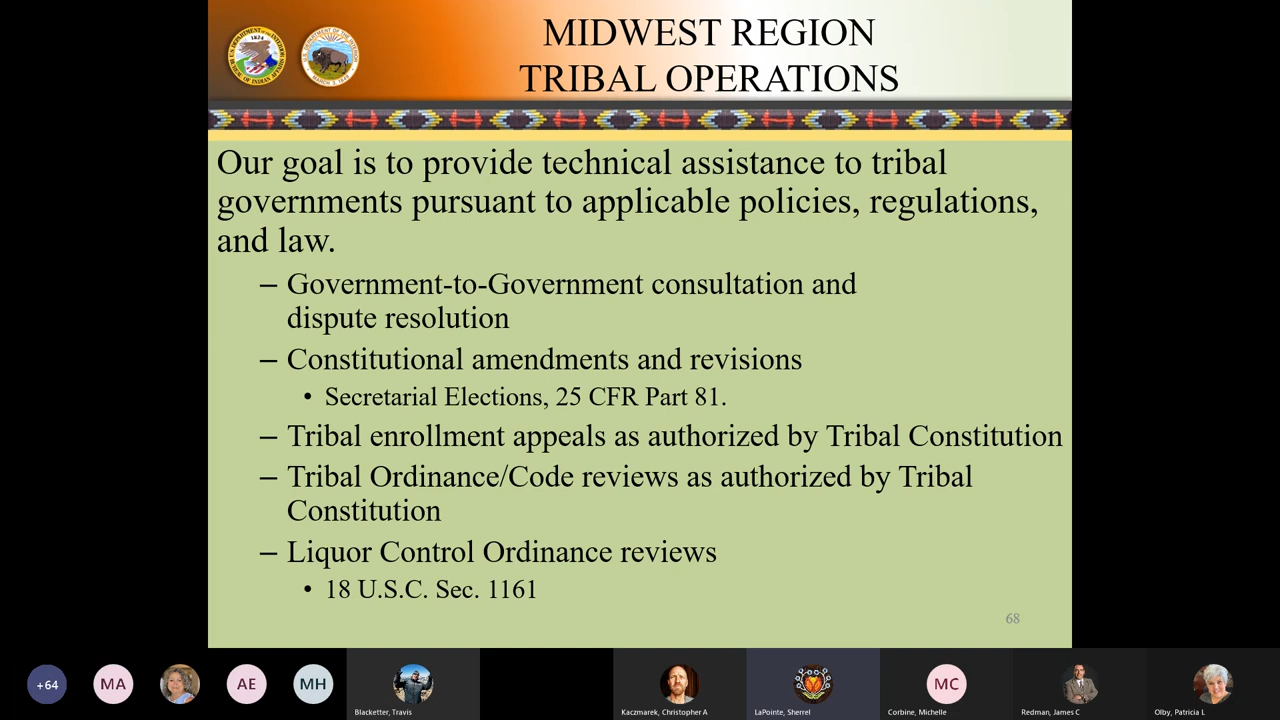 MIDWEST REGION
TRIBAL OPERATIONS
Our goal is to provide technical assistance to tribal
governments pursuant to applicable policies, regulations,
and law.
– Government-to-Government consultation and
dispute resolution
– Constitutional amendments and revisions
• Secretarial Elections, 25 CFR Part 81.
– Tribal enrollment appeals as authorized by Tribal Constitution
– Tribal Ordinance/Code reviews as authorized by Tribal
Constitution
– Liquor Control Ordinance reviews
• 18 U.S.C. Sec. 1161
68
+64
MA
AE
MH
MC
Blacketter, Travis
Kaczmarek, Christopher A
LaPointe, Sherrel
Corbine, Michelle
Redman, James C
Olby, Patricia L